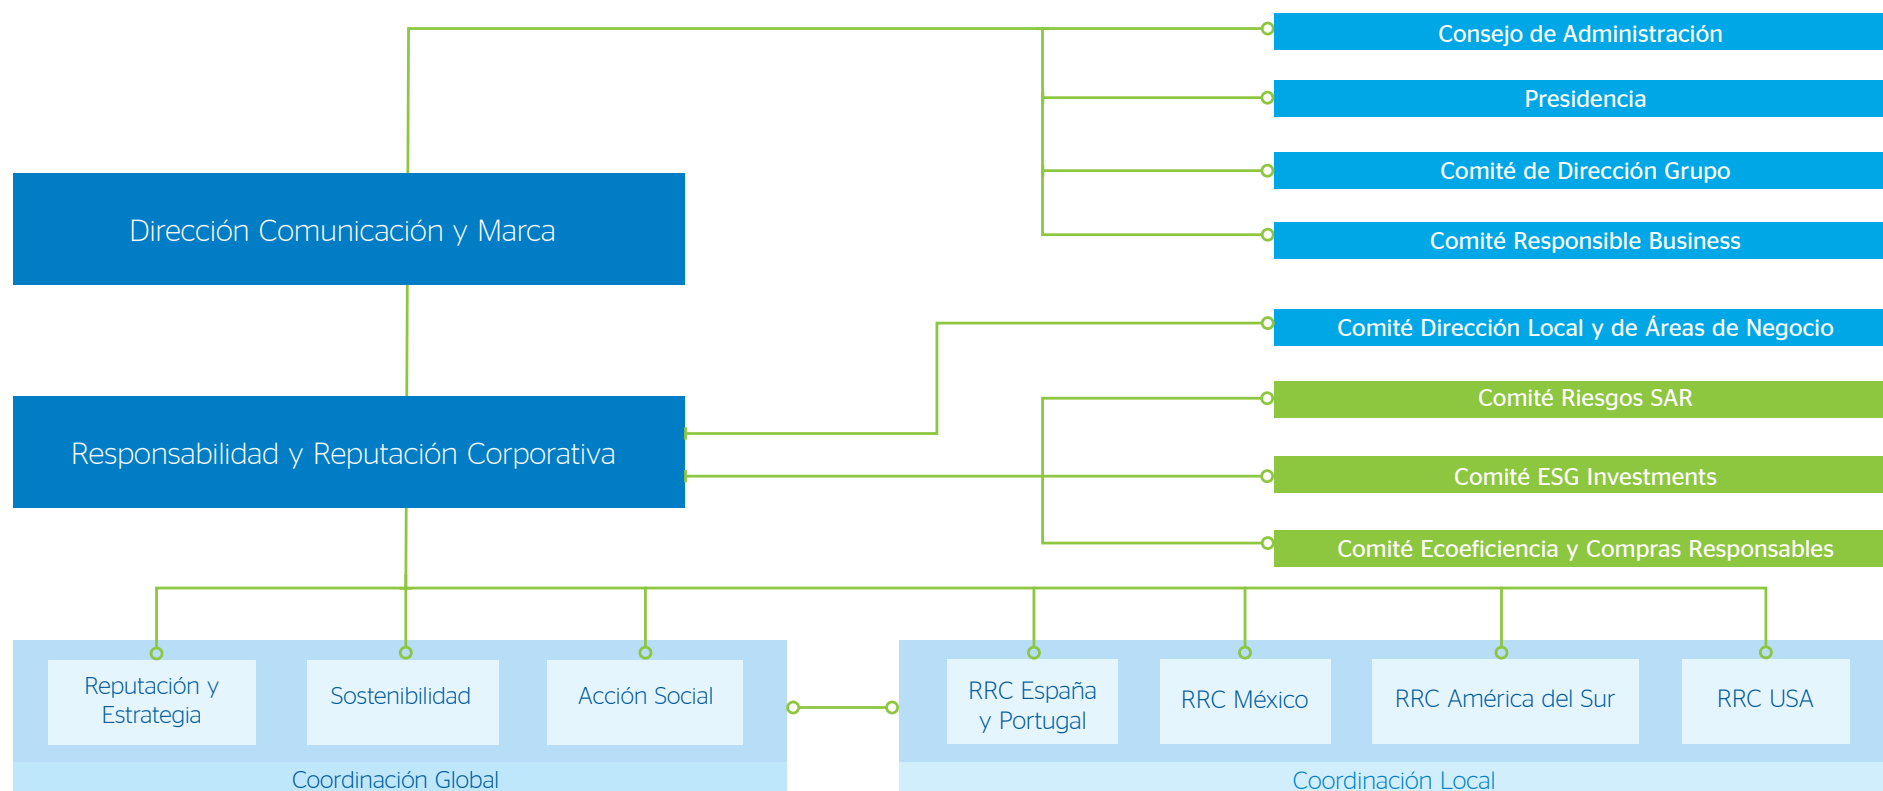 Consejo de Administración
Presidencia
Comité de Dirección Grupo
Dirección Comunicación y Marca
Comité Responsible Business
Comité Dirección Local y de Áreas de Negocio
Comité Riesgos SAR
Responsabilidad y Reputación Corporativa
Comité ESG Investments
Comité Ecoeficiencia y Compras Responsables
Reputación y
Estrategia
Sostenibilidad
Acción Social
RRC España
y Portugal
RRC México
RRC América del Sur
RRC USA
Coordinación Global
Coordinación Local